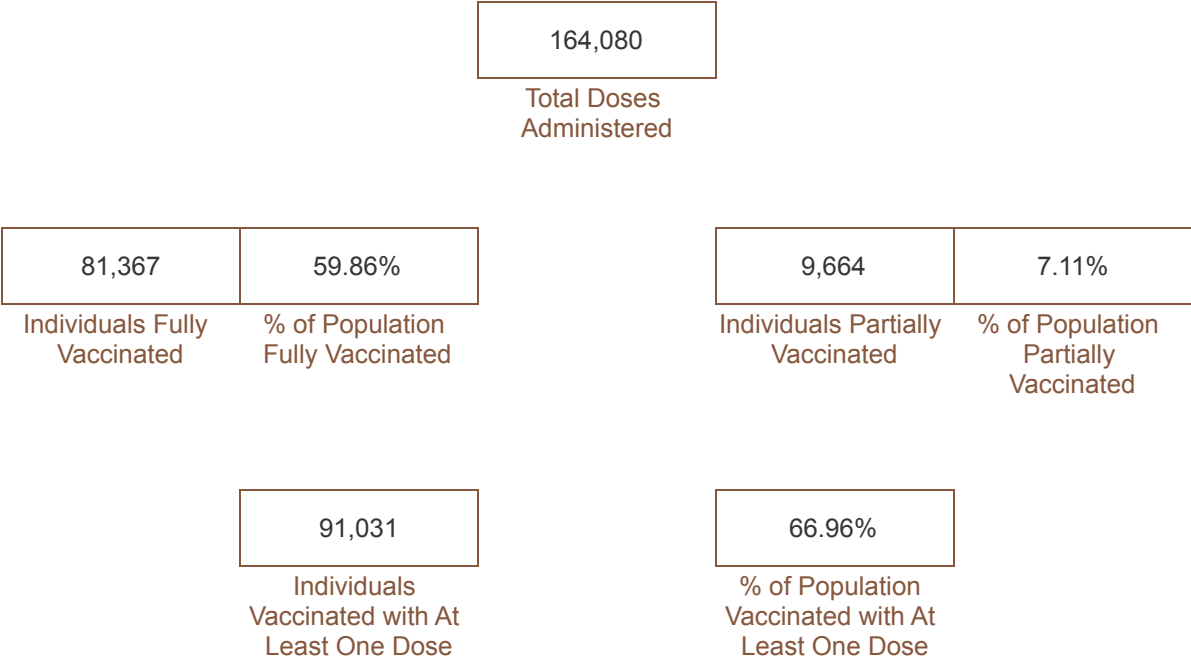 164,080
Total Doses
Administered
81,367
59.86%
9,664
7.11%
Individuals Fully
Vaccinated
% of Population
Fully Vaccinated
Individuals Partially
Vaccinated
% of Population
Partially
Vaccinated
91,031
66.96%
Individuals
Vaccinated with At
Least One Dose
% of Population
Vaccinated with At
Least One Dose